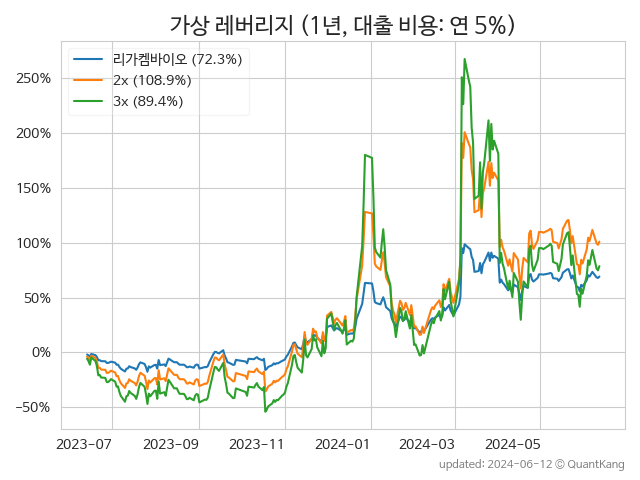 가상 레버리지 (1년, 대출 비용: 연 5%)
리가켐바이오 (72.3%)
2x (108.9%)
3x (89.4%)
250%
200%
150%
100%
50%
0%
−50%
2023-07
2023-09
2023-11
2024-01
2024-03
2024-05
updated: 2024-06-12 © QuantKang